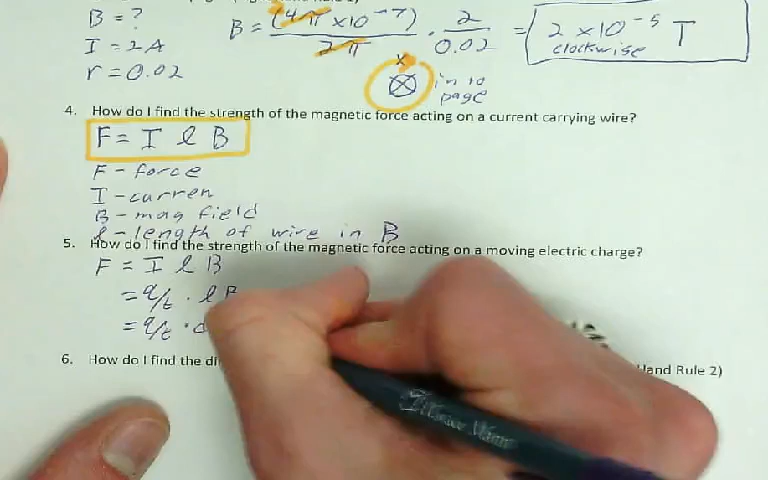 B = ?
I = 2A
r = 0.02
B = (4π x10⁻⁷) / 2π · 2 / 0.02 = 2 x10⁻⁵ T
clockwise
x
in to
page
4. How do I find the strength of the magnetic force acting on a current carrying wire?
F = I l B
F - force
I - curren
B - mag field
l - length of wire in B
5. How do I find the strength of the magnetic force acting on a moving electric charge?
F = I l B
= q/t · l B
= q/t ·
6. How do I find the di
Hand Rule 2)